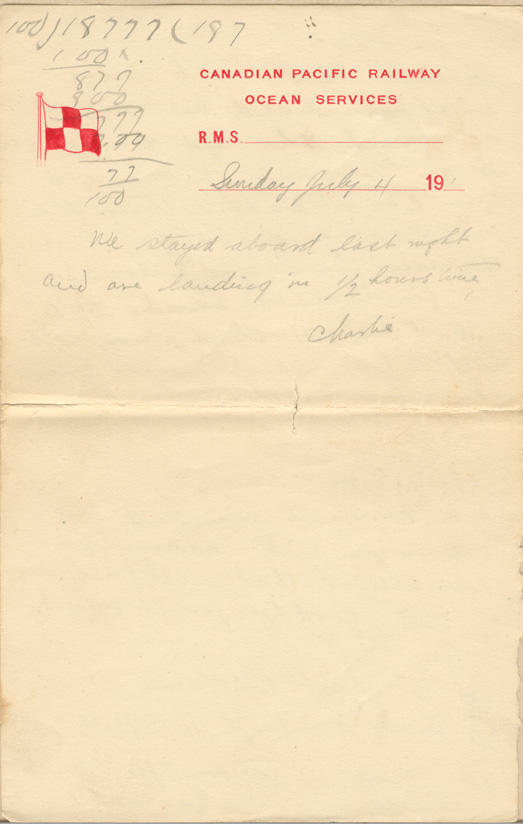 100)18777(187
100
877
800
777
700
77
100
CANADIAN PACIFIC RAILWAY
OCEAN SERVICES
R.M.S.
Sunday July 4 191
We stayed aboard last night
and are landing in 1/2 hours time,
Charlie